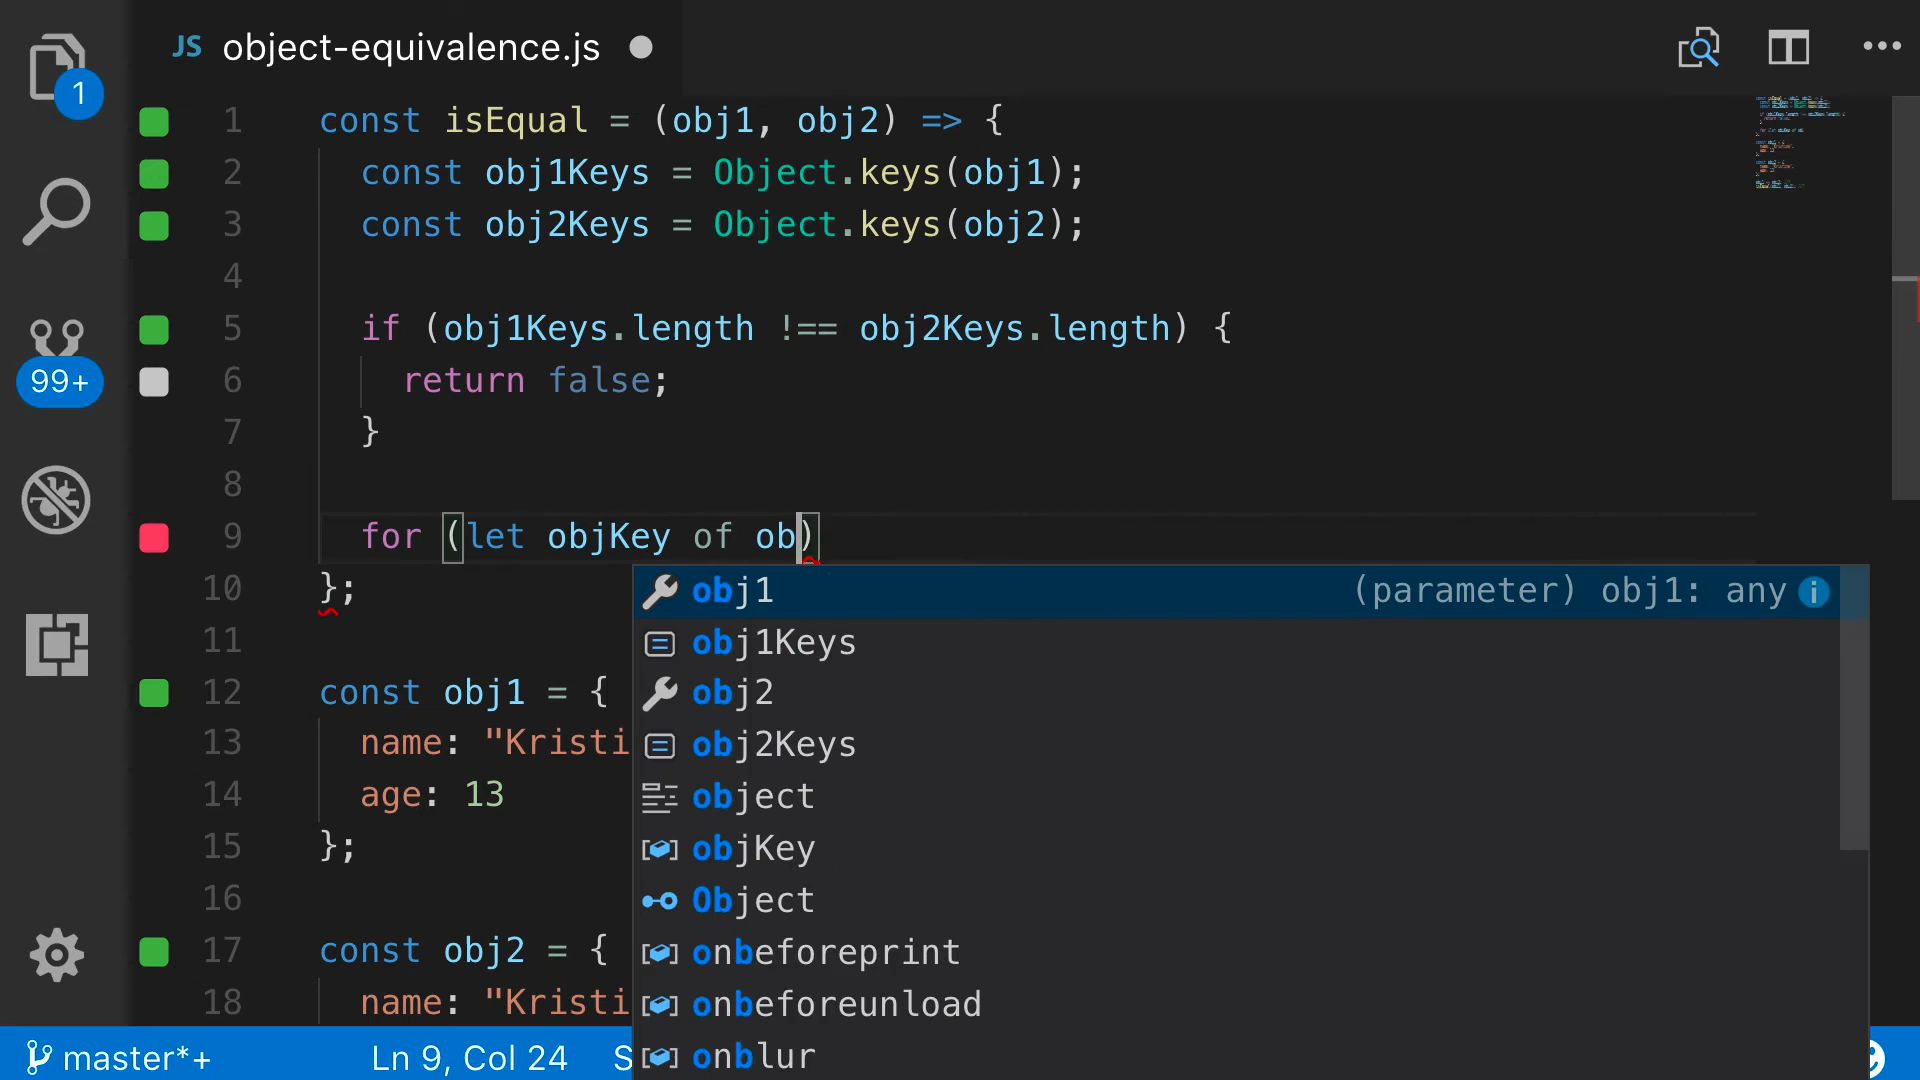 JS object-equivalence.js
1
1 const isEqual = (obj1, obj2) => {
2 const obj1Keys = Object.keys(obj1);
3 const obj2Keys = Object.keys(obj2);
4
5 if (obj1Keys.length !== obj2Keys.length) {
99+
6 return false;
7 }
8
9 for (let objKey of ob)
10 };
obj1 (parameter) obj1: any
11
obj1Keys
12 const obj1 = {
obj2
13 name: "Kristi
obj2Keys
14 age: 13
object
15 };
objKey
16
Object
17 const obj2 = {
onbeforeprint
18 name: "Kristi
onbeforeunload
master*+ Ln 9, Col 24 S
onblur